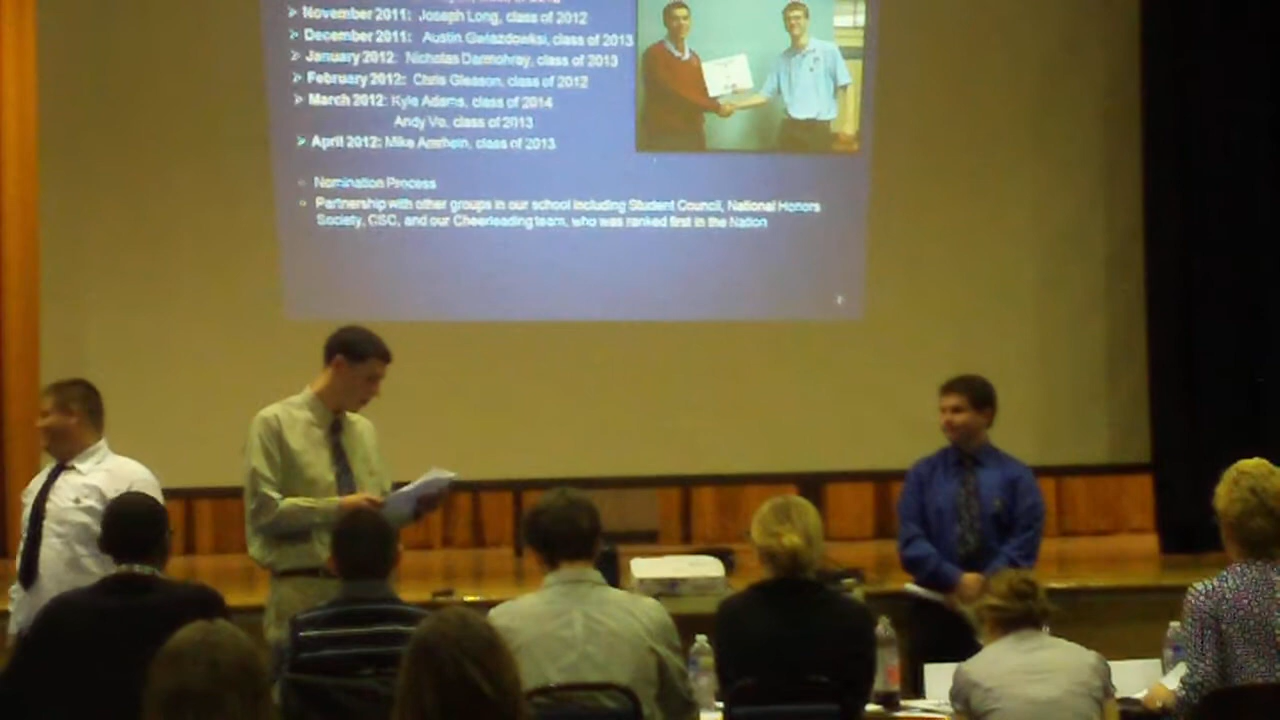 November 2011: Joseph Long, class of 2012
December 2011: Austin Gwiazdowksi, class of 2013
January 2012: Nicholas Darmohray, class of 2013
February 2012: Chris Gleason, class of 2012
March 2012: Kyle Adams, class of 2014
Andy Vo, class of 2013
April 2012: Mike class of 2013
Nomination Process
Partnership with other groups in our school including Student Council, National Honors
Society, CSC, and our Cheerleading team, who was ranked first in the Nation